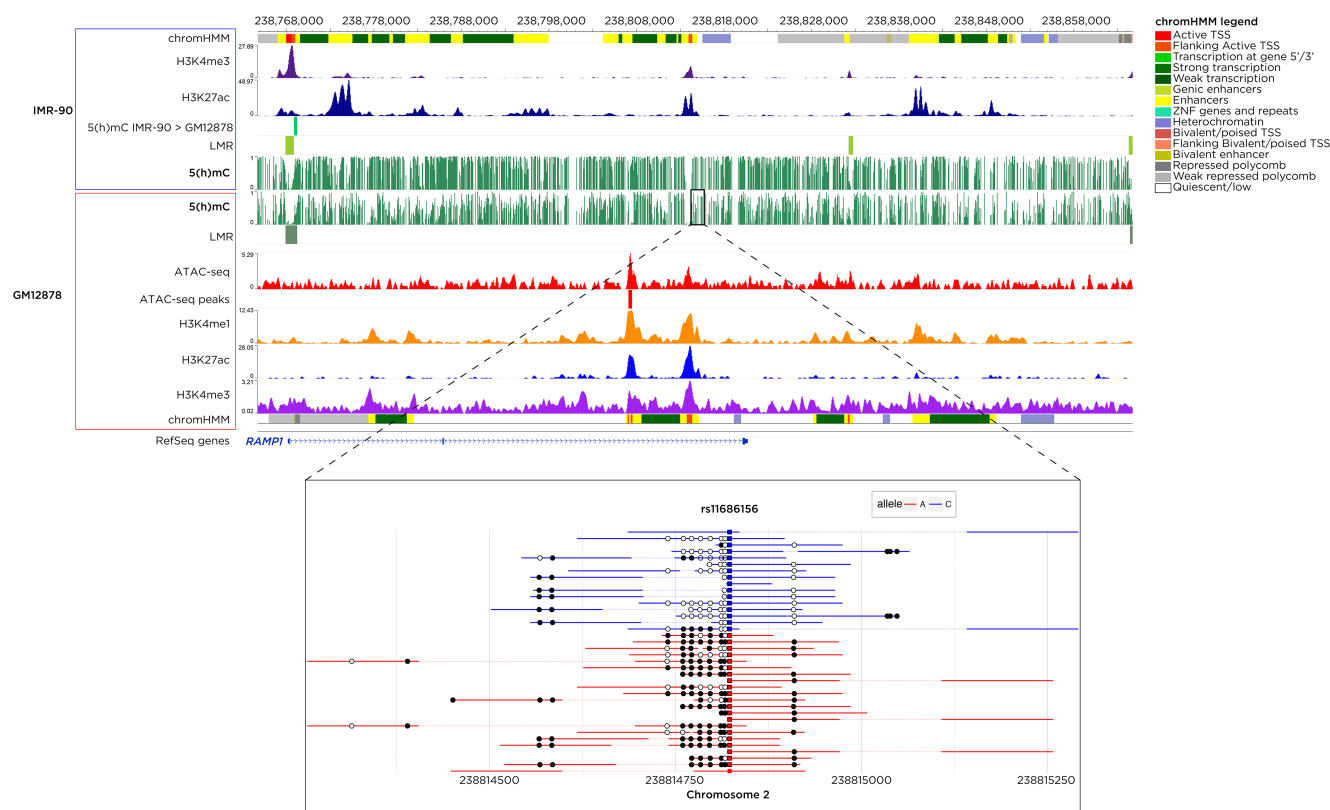 238,768,000 238,778,000 238,788,000 238,798,000 238,808,000 238,818,000 238,828,000 238,838,000 238,848,000 238,858,000
chromHMM
27.89
H3K4me3
0
48.97
H3K27ac
0
IMR-90
5(h)mC IMR-90 > GM12878
LMR
1
5(h)mC
0
1
5(h)mC
0
LMR
5.29
ATAC-seq
0
GM12878
ATAC-seq peaks
12.43
H3K4me1
0
28.05
H3K27ac
0
3.21
H3K4me3
0.02
chromHMM
RefSeq genes
RAMP1
chromHMM legend
Active TSS
Flanking Active TSS
Transcription at gene 5'/3'
Strong transcription
Weak transcription
Genic enhancers
Enhancers
ZNF genes and repeats
Heterochromatin
Bivalent/poised TSS
Flanking Bivalent/poised TSS
Bivalent enhancer
Repressed polycomb
Weak repressed polycomb
Quiescent/low
rs11686156
allele A C
238814500 238814750 238815000 238815250
Chromosome 2